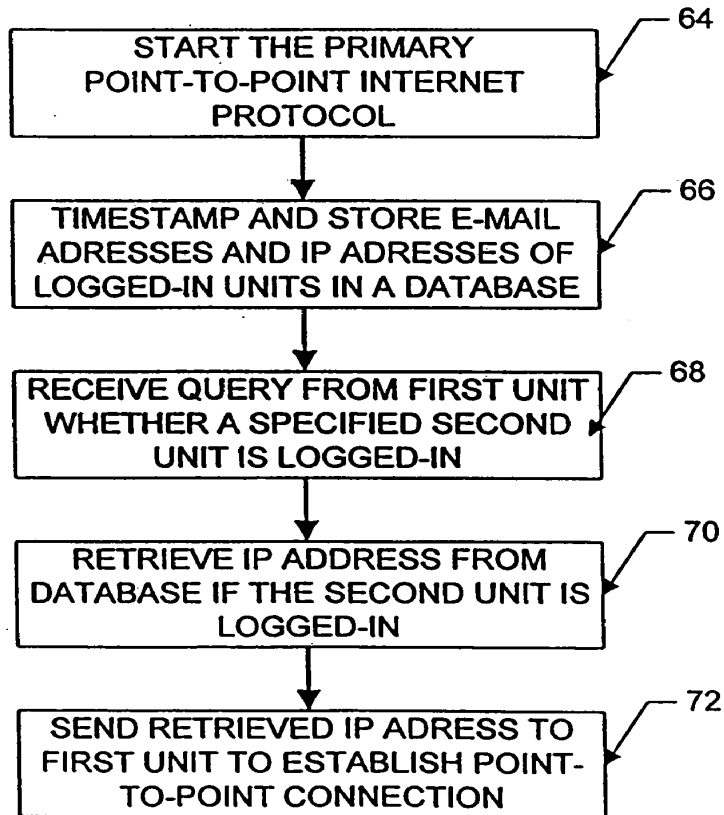 64
START THE PRIMARY
POINT-TO-POINT INTERNET
PROTOCOL
66
TIMESTAMP AND STORE E-MAIL
ADRESSES AND IP ADRESSES OF
LOGGED-IN UNITS IN A DATABASE
68
RECEIVE QUERY FROM FIRST UNIT
WHETHER A SPECIFIED SECOND
UNIT IS LOGGED-IN
70
RETRIEVE IP ADDRESS FROM
DATABASE IF THE SECOND UNIT IS
LOGGED-IN
72
SEND RETRIEVED IP ADRESS TO
FIRST UNIT TO ESTABLISH POINT-
TO-POINT CONNECTION